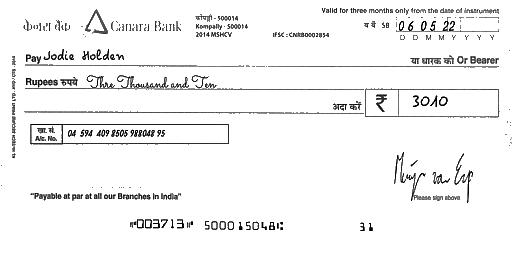 Valid for three months only from the date of instrument
केनरा बैंक Canara Bank
कोंपल्ली - 500014
Kompally - 500014
2014 MSHCV
IFSC : CNRB0002854
SB 06 05 22
D D M M Y Y Y Y
Pay Jodie Holden या धारक को Or Bearer
Rupees रुपये Thre Thousand and Ten
अदा करें ₹ 3010
खा. सं.
A/c. No. 04 594 409 8505 988048 95
Please sign above
"Payable at par at all our Branches in India"
⑈003713⑈ 500015048⑆ 31